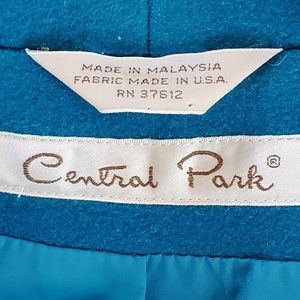 MADE IN MALAYSIA
FABRIC MADE IN U.S.A.
RN 37612
Central Park®